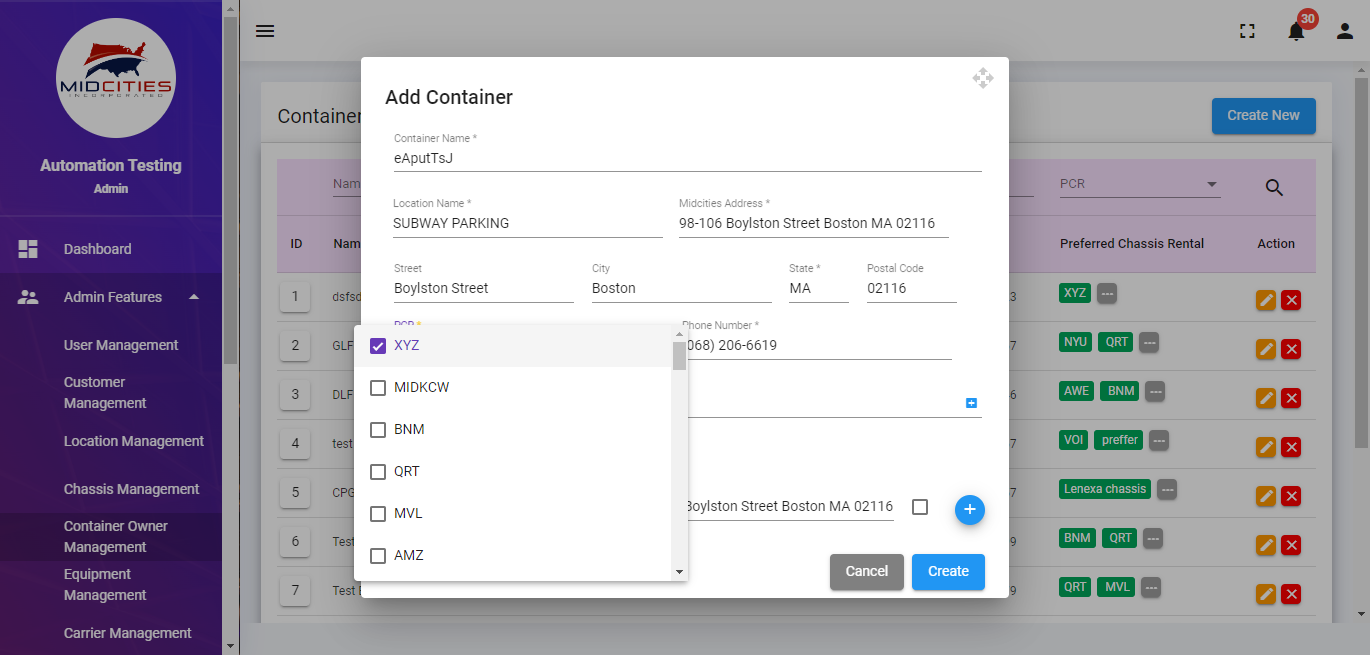 MIDCITIES
INCORPORATED
Automation Testing
Admin
Dashboard
Admin Features
User Management
Customer
Management
Location Management
Chassis Management
Container Owner
Management
Equipment
Management
Carrier Management
30
Container
Create New
Nam
PCR
ID
Nam
Preferred Chassis Rental
Action
1
dsfsd
3
XYZ
---
2
GLF
7
NYU
QRT
---
3
DLF
6
AWE
BNM
---
4
test
7
VOI
preffer
---
5
CPG
7
Lenexa chassis
---
6
Test
9
BNM
QRT
---
7
Test
9
QRT
MVL
---
Add Container
Container Name *
eAputTsJ
Location Name *
SUBWAY PARKING
Midcities Address *
98-106 Boylston Street Boston MA 02116
Street
Boylston Street
City
Boston
State *
MA
Postal Code
02116
PCR *
Phone Number *
068) 206-6619
XYZ
MIDKCW
BNM
QRT
MVL
AMZ
Boylston Street Boston MA 02116
Cancel
Create